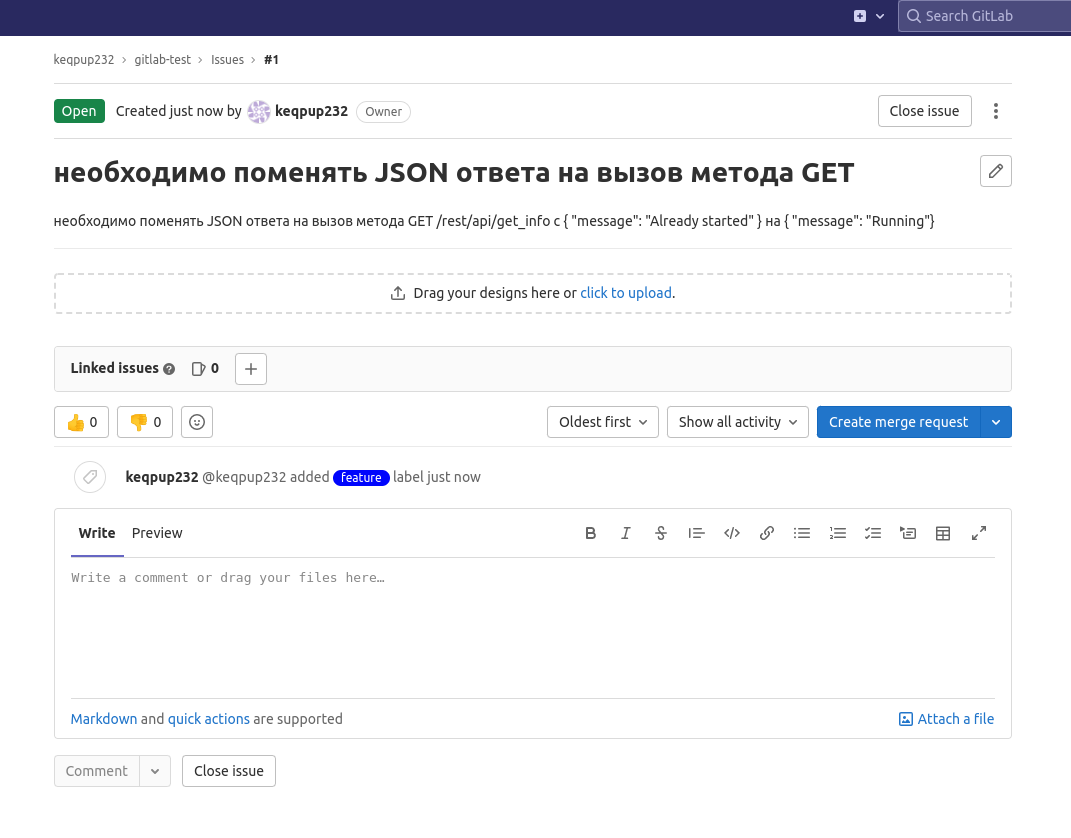 Search GitLab
keqpup232 › gitlab-test › Issues › #1
Open Created just now by keqpup232 Owner Close issue
необходимо поменять JSON ответа на вызов метода GET
необходимо поменять JSON ответа на вызов метода GET /rest/api/get_info с { "message": "Already started" } на { "message": "Running"}
Drag your designs here or click to upload.
Linked issues ? 0 +
👍 0 👎 0 Oldest first Show all activity Create merge request
keqpup232 @keqpup232 added feature label just now
Write Preview
Write a comment or drag your files here…
Markdown and quick actions are supported Attach a file
Comment Close issue